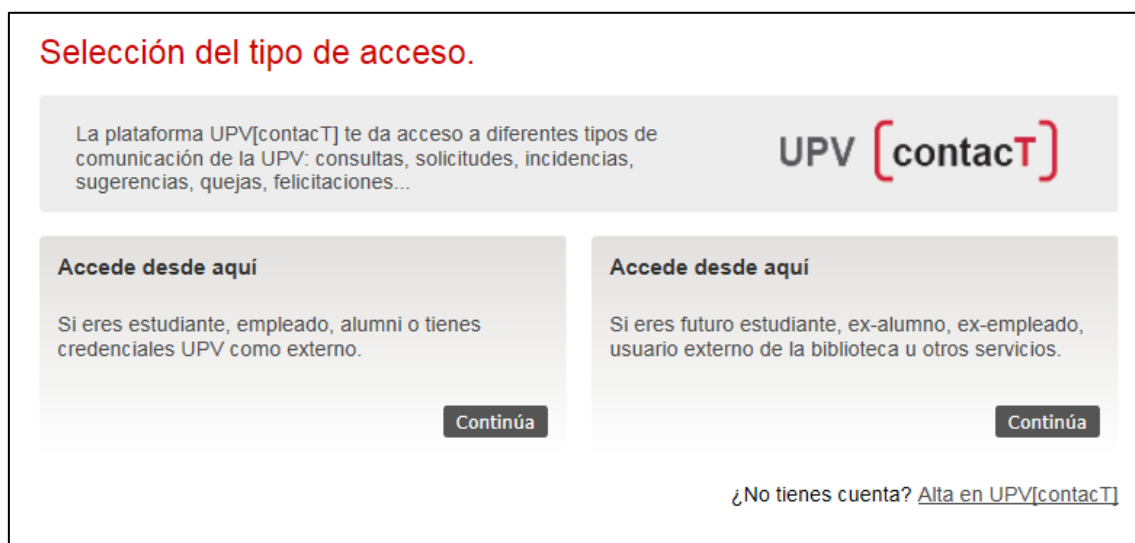 Selección del tipo de acceso.
La plataforma UPV[contacT] te da acceso a diferentes tipos de
comunicación de la UPV: consultas, solicitudes, incidencias,
sugerencias, quejas, felicitaciones...
UPV [contacT]
Accede desde aquí
Si eres estudiante, empleado, alumni o tienes
credenciales UPV como externo.
Continúa
Accede desde aquí
Si eres futuro estudiante, ex-alumno, ex-empleado,
usuario externo de la biblioteca u otros servicios.
Continúa
¿No tienes cuenta? Alta en UPV[contacT]